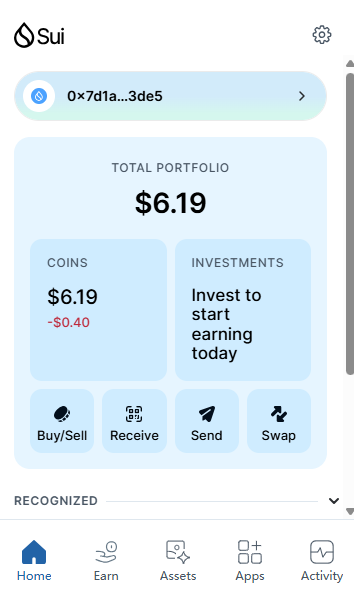 Sui
0x7d1a...3de5
TOTAL PORTFOLIO
$6.19
COINS
$6.19
-$0.40
INVESTMENTS
Invest to
start
earning
today
Buy/Sell
Receive
Send
Swap
RECOGNIZED
Home
Earn
Assets
Apps
Activity